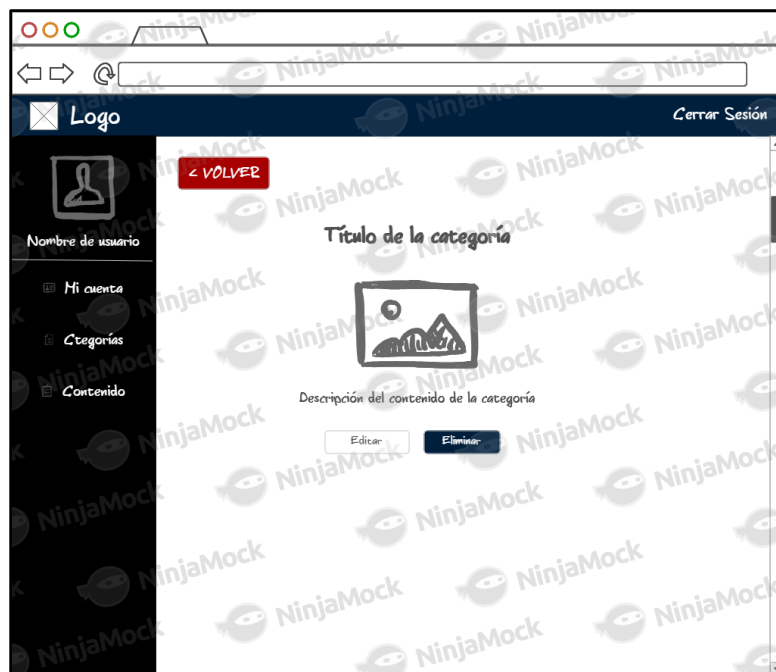 Logo
Cerrar Sesión
< VOLVER
Nombre de usuario
Mi cuenta
Ctegorías
Contenido
Título de la categoría
Descripción del contenido de la categoría
Editar
Eliminar
NinjaMock